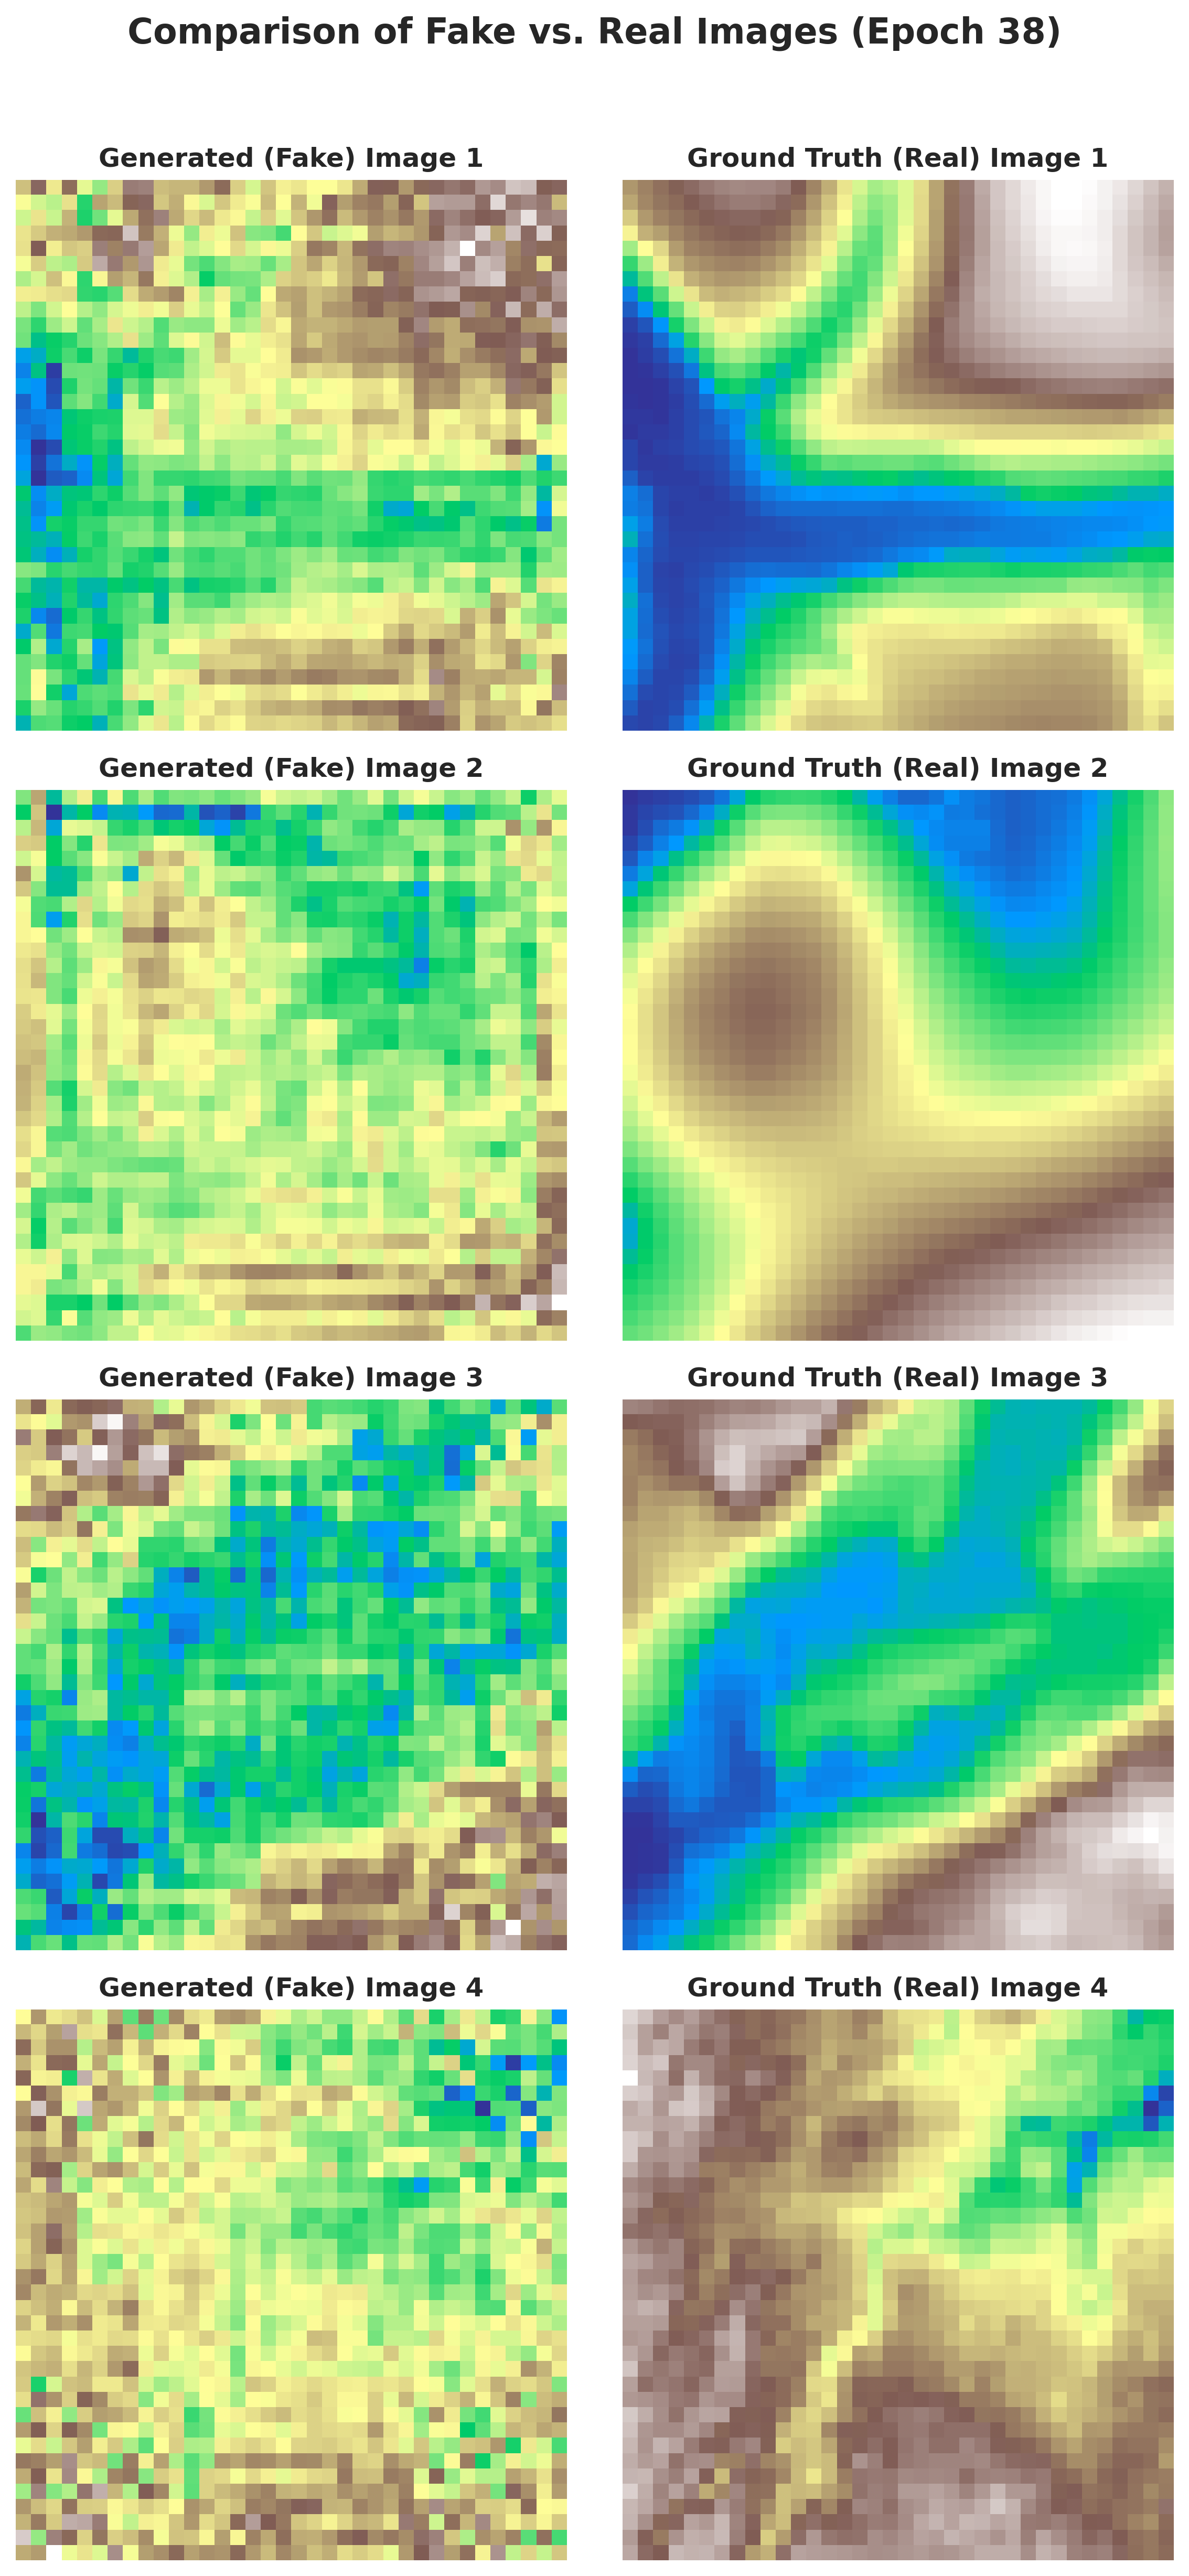 Comparison of Fake vs. Real Images (Epoch 38)
Generated (Fake) Image 1
Ground Truth (Real) Image 1
Generated (Fake) Image 2
Ground Truth (Real) Image 2
Generated (Fake) Image 3
Ground Truth (Real) Image 3
Generated (Fake) Image 4
Ground Truth (Real) Image 4